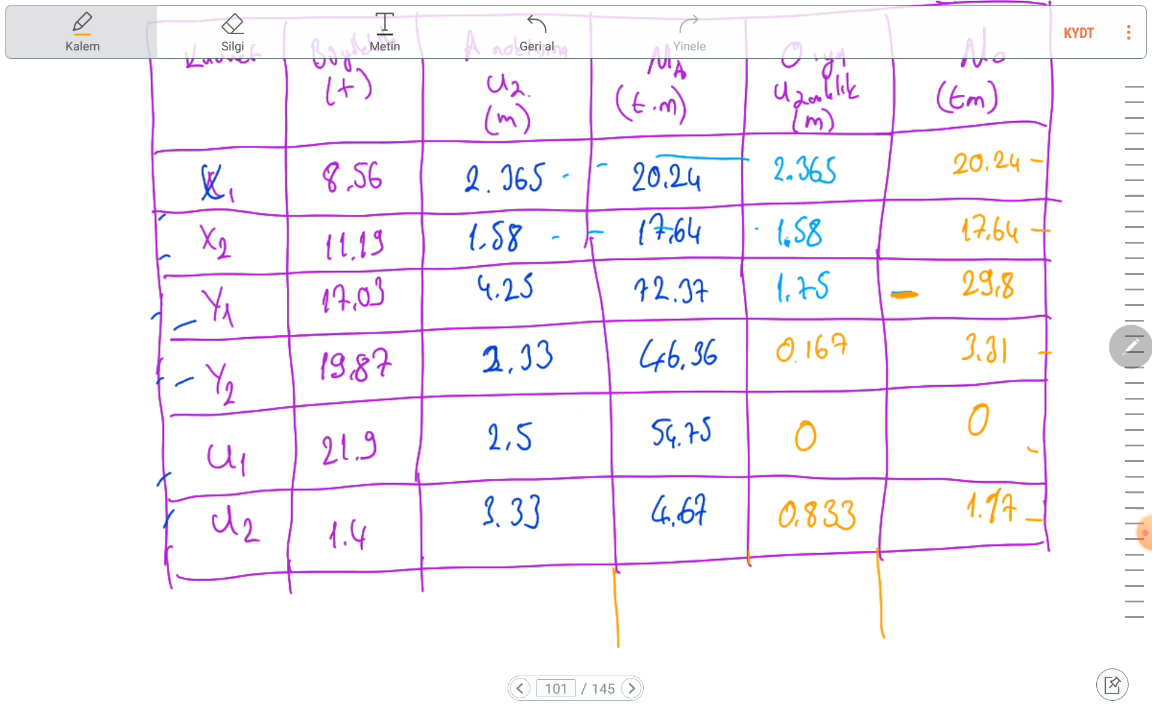 Kalem
Silgi
Metin
Geri al
Yinele
KYDT
(t)
u2
(m)
MA
(t.m)
(m)
Mo
(tm)
X1 8.56 2.365 20.24 2.365 20.24
X2 11.19 1.58 17.64 1.58 17.64
Y1 17.03 4.25 72.37 1.75 - 29.8
Y2 19.87 2.33 46.36 0.167 3.31
U1 21.9 2.5 54.75 0 0
U2 1.4 3.33 4.67 0.833 1.17
101 / 145